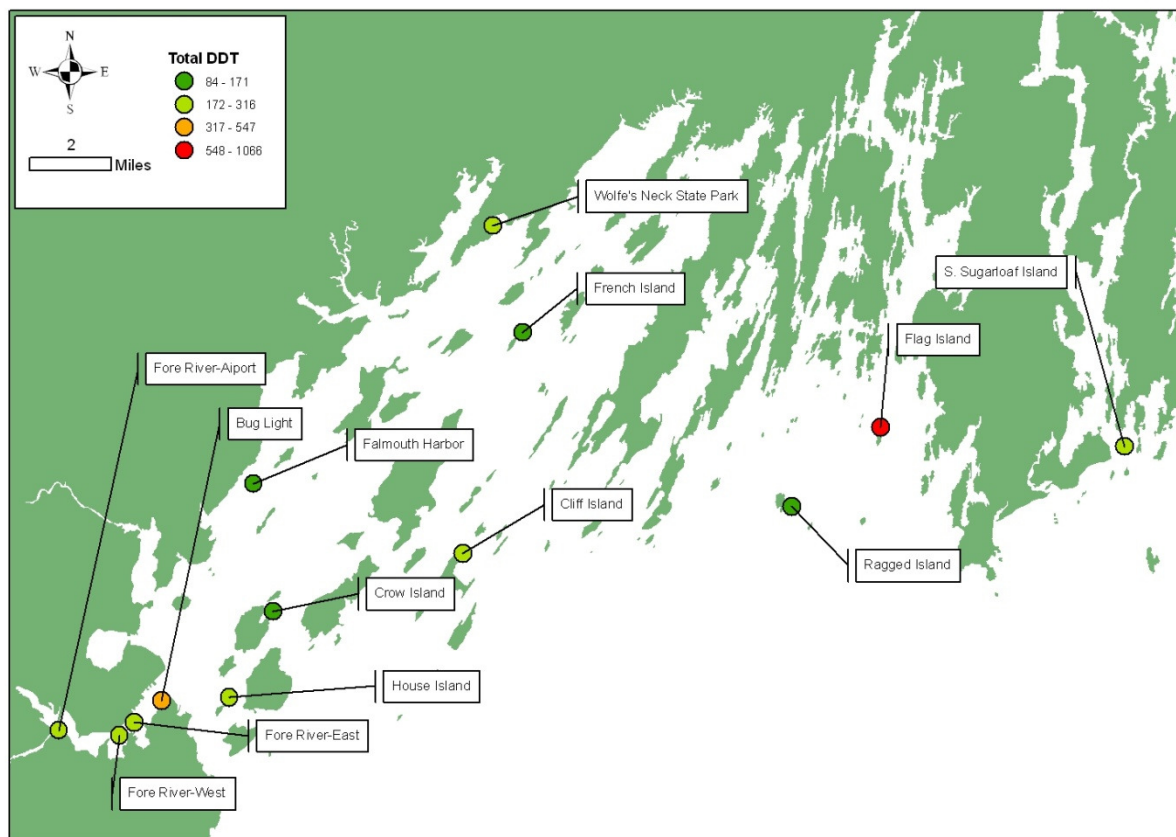 N
W E
S
2
Miles
Total DDT
84 - 171
172 - 316
317 - 547
548 - 1066
Wolfe's Neck State Park
S. Sugarloaf Island
French Island
Flag Island
Fore River-Aiport
Bug Light
Falmouth Harbor
Cliff Island
Ragged Island
Crow Island
House Island
Fore River-East
Fore River-West